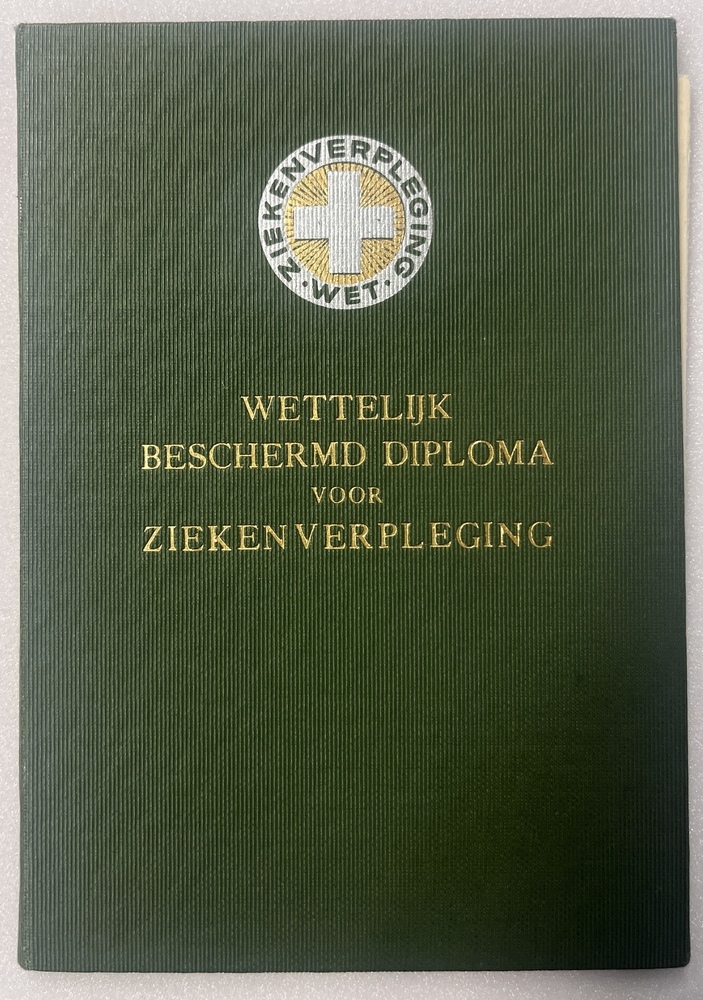 ZIEKENVERPLEGING
· WET ·
WETTELIJK
BESCHERMD DIPLOMA
VOOR
ZIEKENVERPLEGING